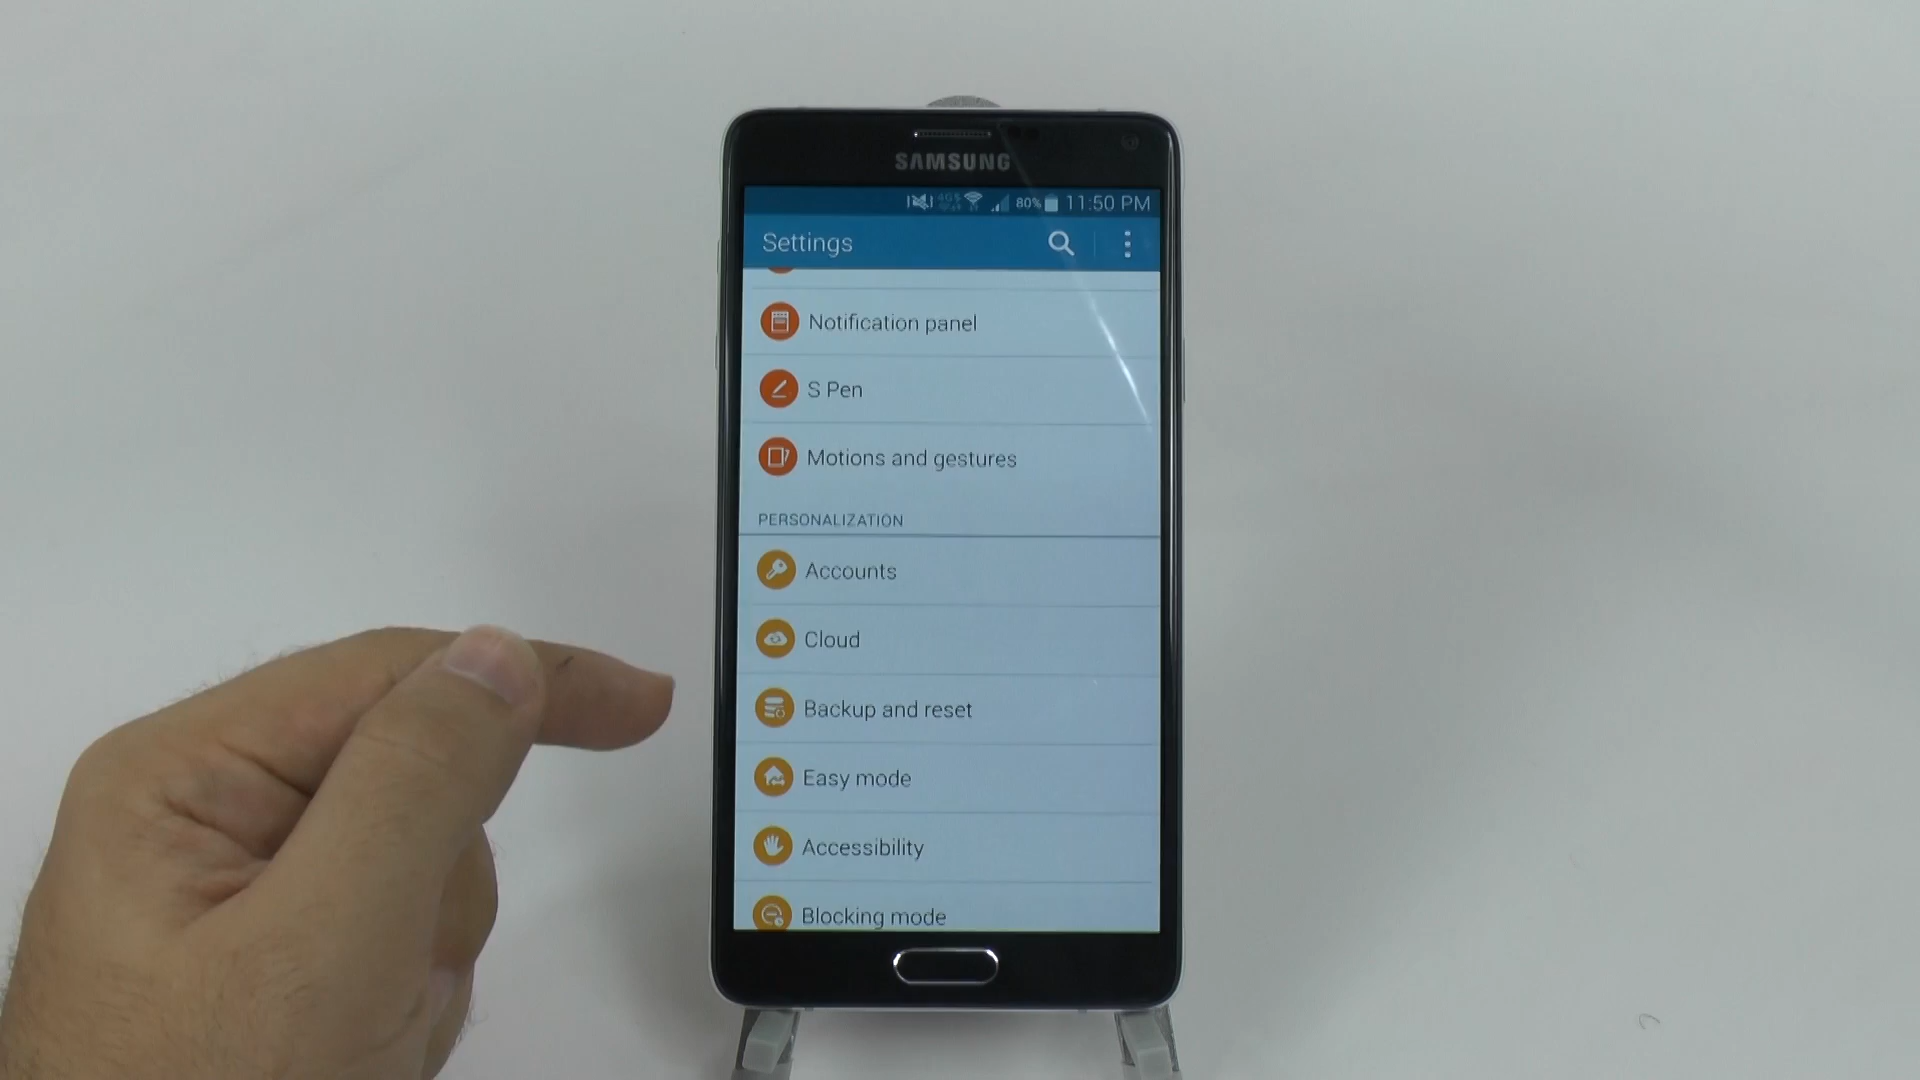 SAMSUNG
80% 11:50 PM
Settings
Notification panel
S Pen
Motions and gestures
PERSONALIZATION
Accounts
Cloud
Backup and reset
Easy mode
Accessibility
Blocking mode